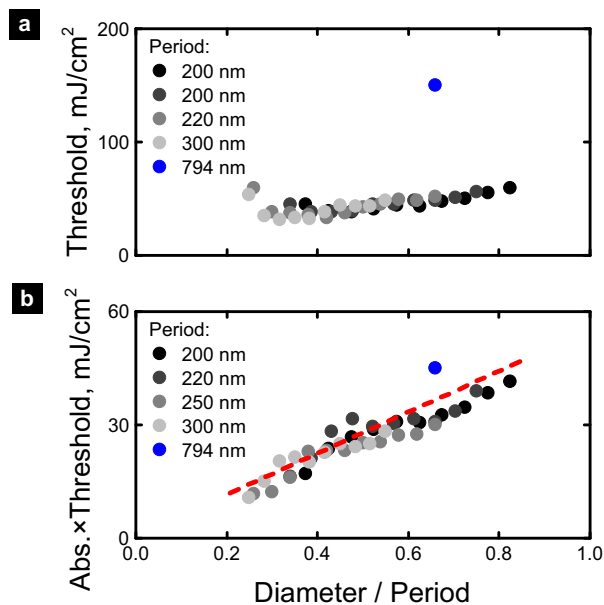 a
200
Period:
200 nm
200 nm
220 nm
300 nm
794 nm
100
0
Threshold, mJ/cm²
b
60
Period:
200 nm
220 nm
250 nm
300 nm
794 nm
30
0
Abs.×Threshold, mJ/cm²
0.0 0.2 0.4 0.6 0.8 1.0
Diameter / Period